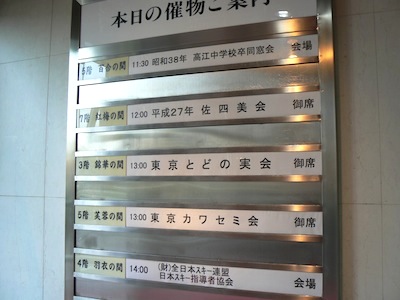 本日の催物ご案内
6階 百合の間 11:30 昭和38年 高江中学校卒同窓会 会場
7階 紅梅の間 12:00 平成27年 佐四美会 御席
3階 錦華の間 13:00 東京とどの実会 御席
5階 芙蓉の間 13:00 東京カワセミ会 御席
4階 羽衣の間 14:00 (財)全日本スキー連盟
日本スキー指導者協会 会場